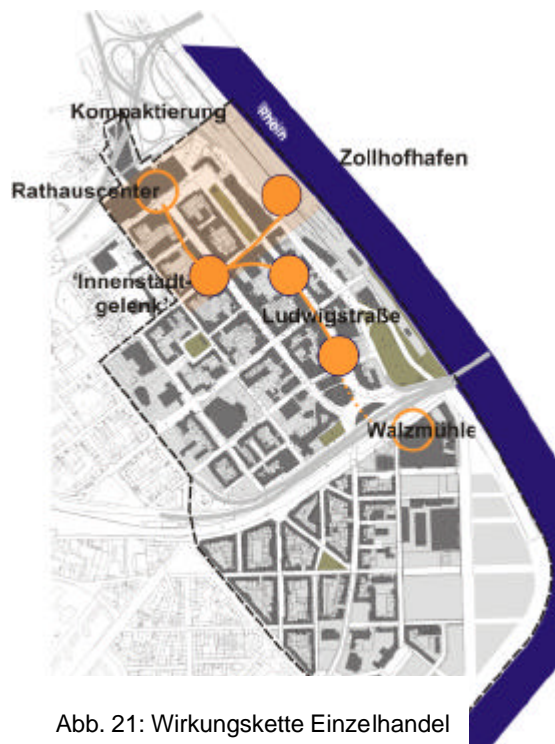 Kompaktierung
Rhein
Zollhofhafen
Rathauscenter
'Innenstadt-
gelenk'
Ludwigstraße
Walzmühle
Abb. 21: Wirkungskette Einzelhandel